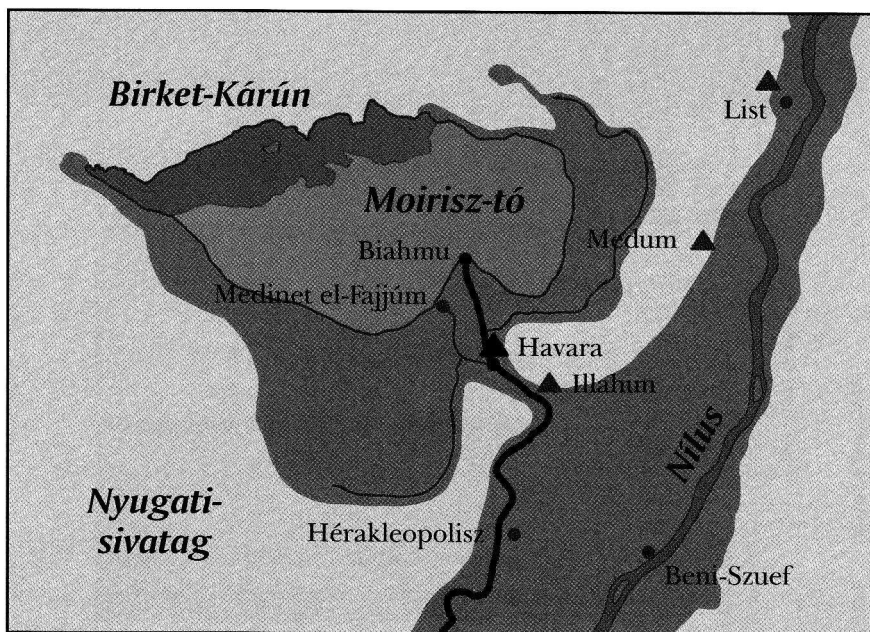 Birket-Kárún
List
Moirisz-tó
Medum
Biahmu
Medinet el-Fajjúm
Havara
Illahun
Nílus
Nyugati-
sivatag
Hérakleopolisz
Beni-Szuef